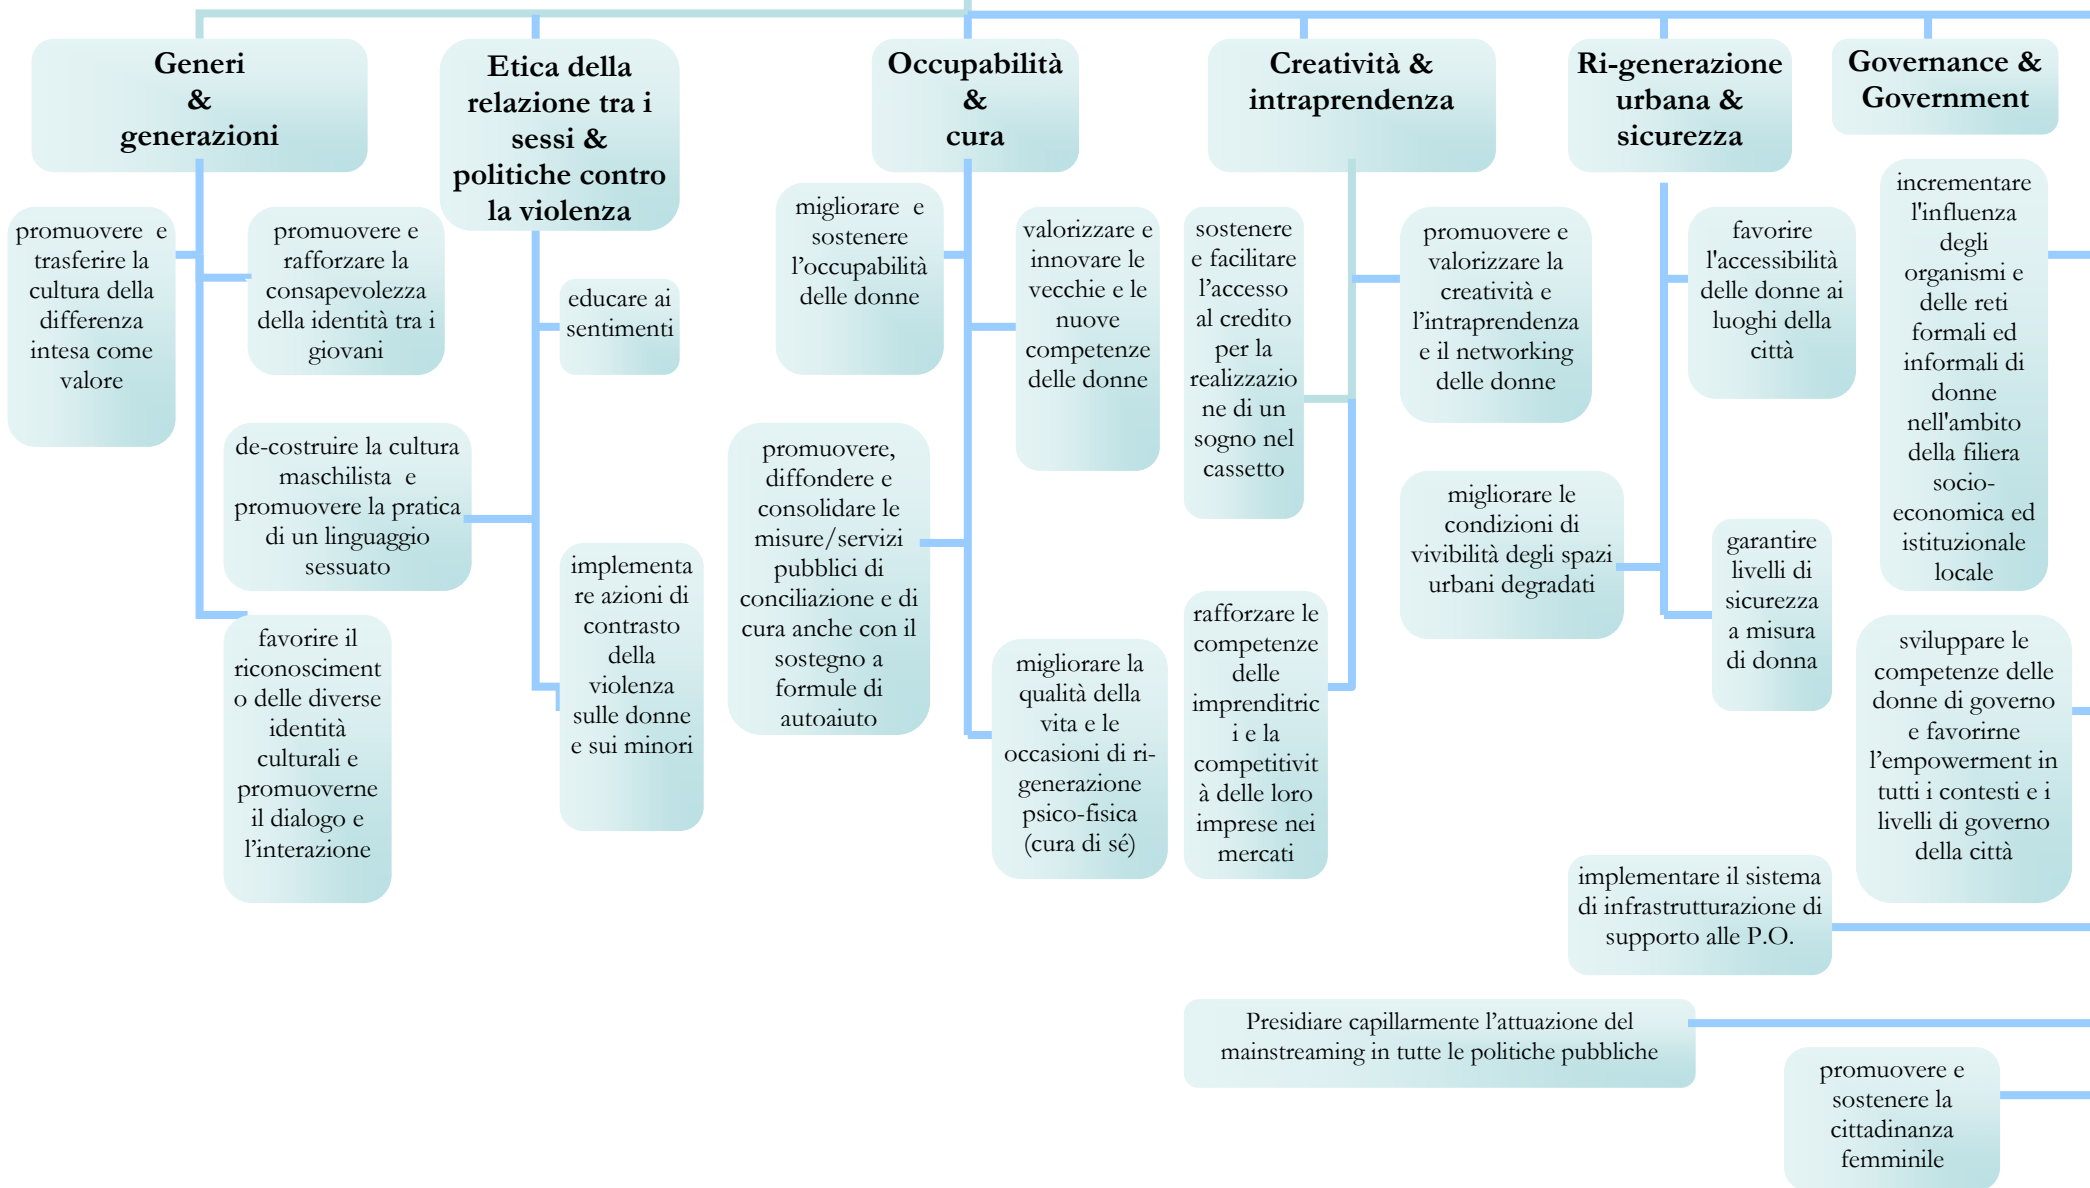 Generi
&
generazioni
Etica della
relazione tra i
sessi &
politiche contro
la violenza
Occupabilità
&
cura
Creatività &
intraprendenza
Ri-generazione
urbana &
sicurezza
Governance &
Government
promuovere e
trasferire la
cultura della
differenza
intesa come
valore
promuovere e
rafforzare la
consapevolezza
della identità tra i
giovani
favorire il
riconosciment
o delle diverse
identità
culturali e
promuoverne
il dialogo e
l’interazione
educare ai
sentimenti
de-costruire la cultura
maschilista e
promuovere la pratica
di un linguaggio
sessuato
implementa
re azioni di
contrasto
della
violenza
sulle donne
e sui minori
migliorare e
sostenere
l’occupabilità
delle donne
valorizzare e
innovare le
vecchie e le
nuove
competenze
delle donne
promuovere,
diffondere e
consolidare le
misure/servizi
pubblici di
conciliazione e di
cura anche con il
sostegno a
formule di
autoaiuto
migliorare la
qualità della
vita e le
occasioni di ri-
generazione
psico-fisica
(cura di sé)
sostenere
e facilitare
l’accesso
al credito
per la
realizzazio
ne di un
sogno nel
cassetto
promuovere e
valorizzare la
creatività e
l’intraprendenza
e il networking
delle donne
rafforzare le
competenze
delle
imprenditric
i e la
competitivit
à delle loro
imprese nei
mercati
favorire
l'accessibilità
delle donne ai
luoghi della
città
migliorare le
condizioni di
vivibilità degli spazi
urbani degradati
garantire
livelli di
sicurezza
a misura
di donna
incrementare
l'influenza
degli
organismi e
delle reti
formali ed
informali di
donne
nell'ambito
della filiera
socio-
economica ed
istituzionale
locale
sviluppare le
competenze delle
donne di governo
e favorirne
l’empowerment in
tutti i contesti e i
livelli di governo
della città
implementare il sistema
di infrastrutturazione di
supporto alle P.O.
Presidiare capillarmente l’attuazione del
mainstreaming in tutte le politiche pubbliche
promuovere e
sostenere la
cittadinanza
femminile